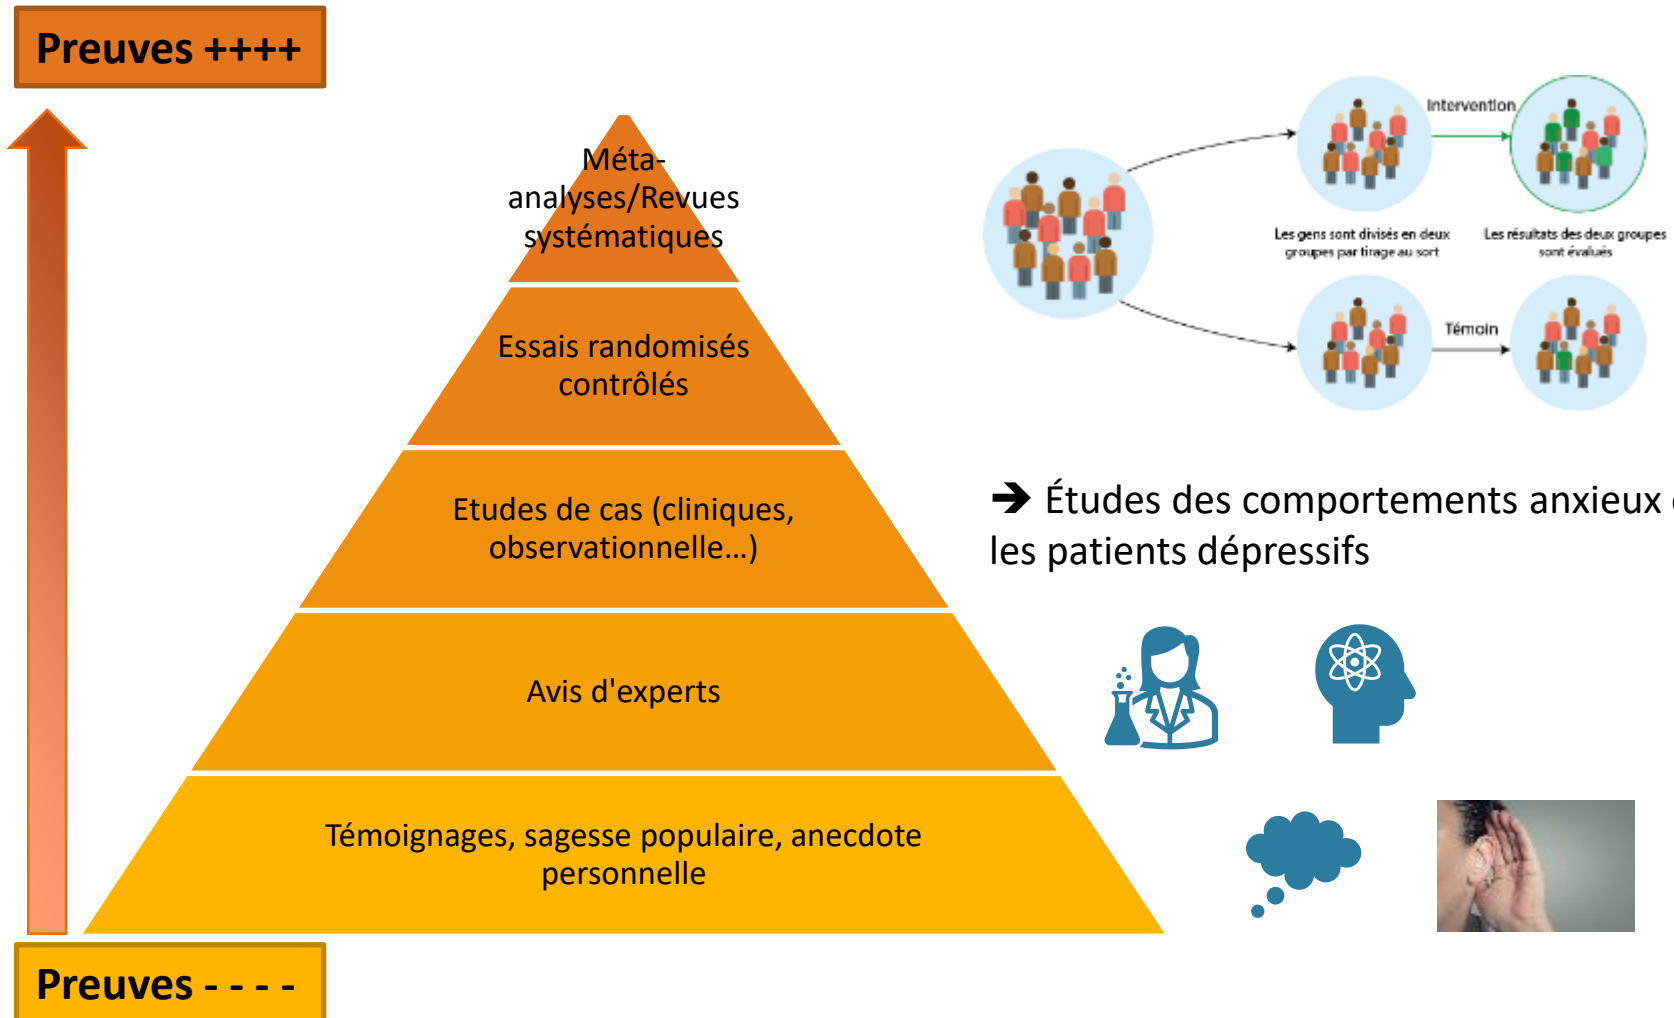 Preuves ++++
Méta-
analyses/Revues
systématiques
Essais randomisés
contrôlés
Etudes de cas (cliniques,
observationnelle…)
Avis d'experts
Témoignages, sagesse populaire, anecdote
personnelle
Preuves - - - -
Intervention
Les gens sont divisés en deux
groupes par tirage au sort
Les résultats des deux groupes
sont évalués
Témoin
➔ Études des comportements anxieux
les patients dépressifs